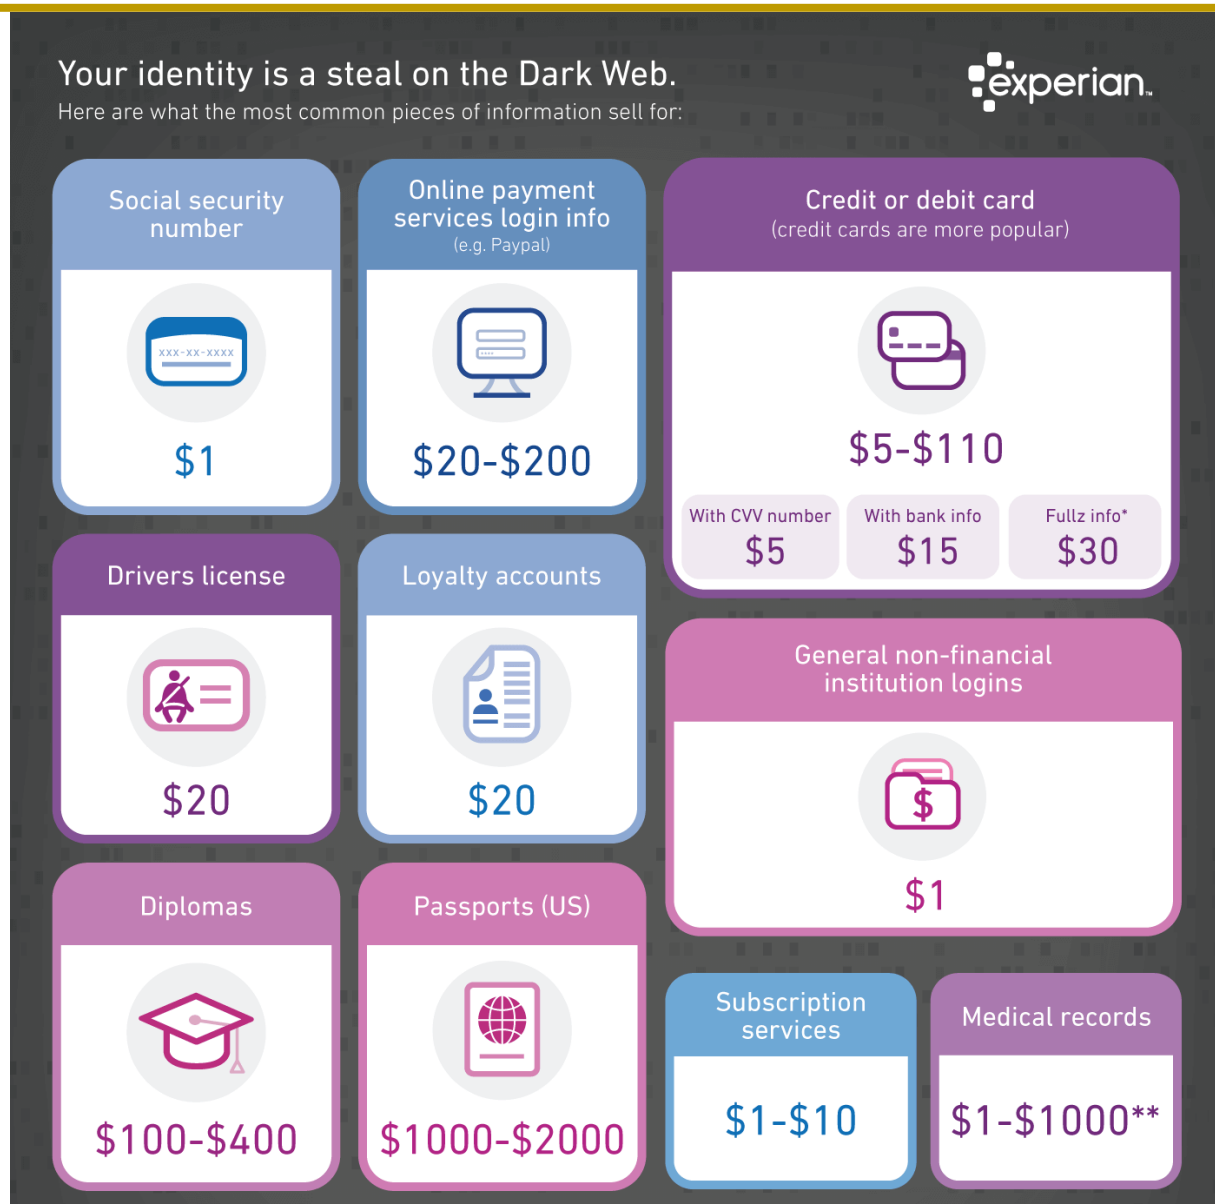 Your identity is a steal on the Dark Web.
Here are what the most common pieces of information sell for:
experian™
Social security
number
xxx-xx-xxxx
$1
Online payment
services login info
(e.g. Paypal)
$20-$200
Credit or debit card
(credit cards are more popular)
$5-$110
With CVV number
$5
With bank info
$15
Fullz info*
$30
Drivers license
$20
Loyalty accounts
$20
General non-financial
institution logins
$
$1
Diplomas
$100-$400
Passports (US)
$1000-$2000
Subscription
services
$1-$10
Medical records
$1-$1000**